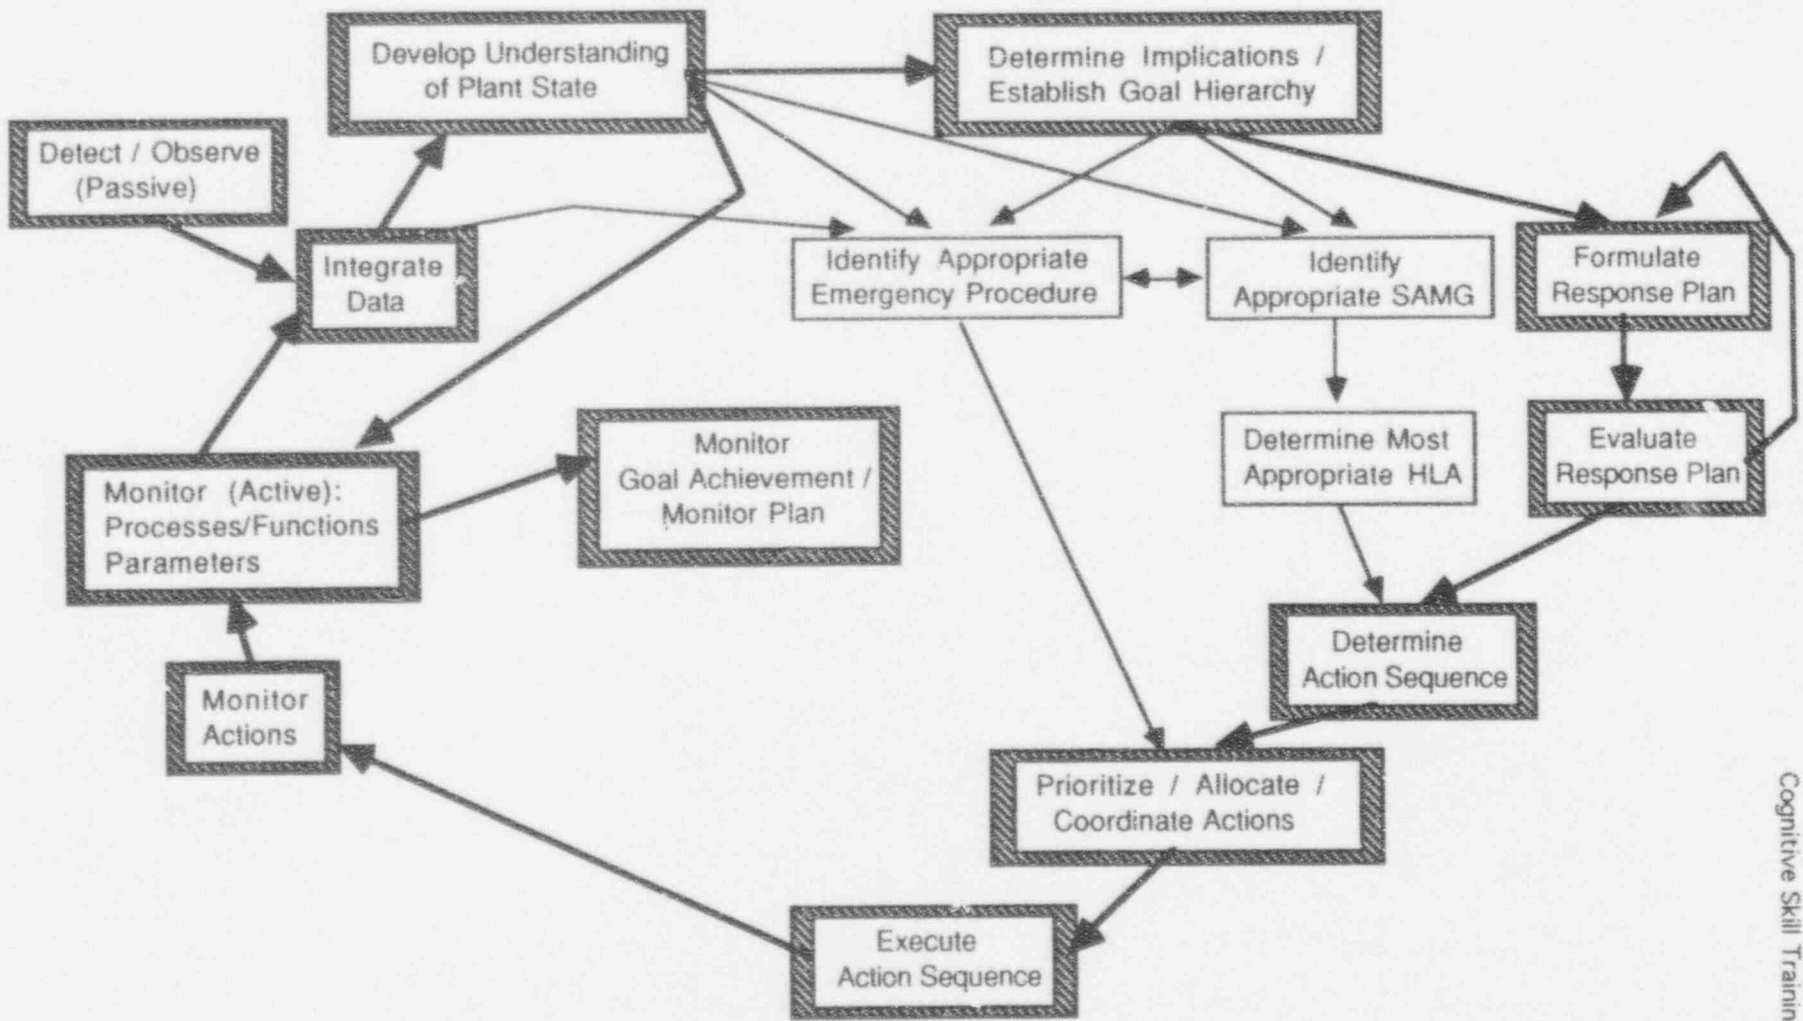 Develop Understanding
of Plant State
Determine Implications /
Establish Goal Hierarchy
Detect / Observe
(Passive)
Integrate
Data
Identify Appropriate
Emergency Procedure
Identify
Appropriate SAMG
Formulate
Response Plan
Monitor (Active):
Processes/Functions
Parameters
Monitor
Goal Achievement /
Monitor Plan
Determine Most
Appropriate HLA
Evaluate
Response Plan
Determine
Action Sequence
Monitor
Actions
Prioritize / Allocate /
Coordinate Actions
Execute
Action Sequence
Cognitive Skill